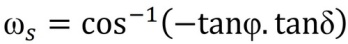 ωₛ = cos⁻¹(−tanφ. tanδ)